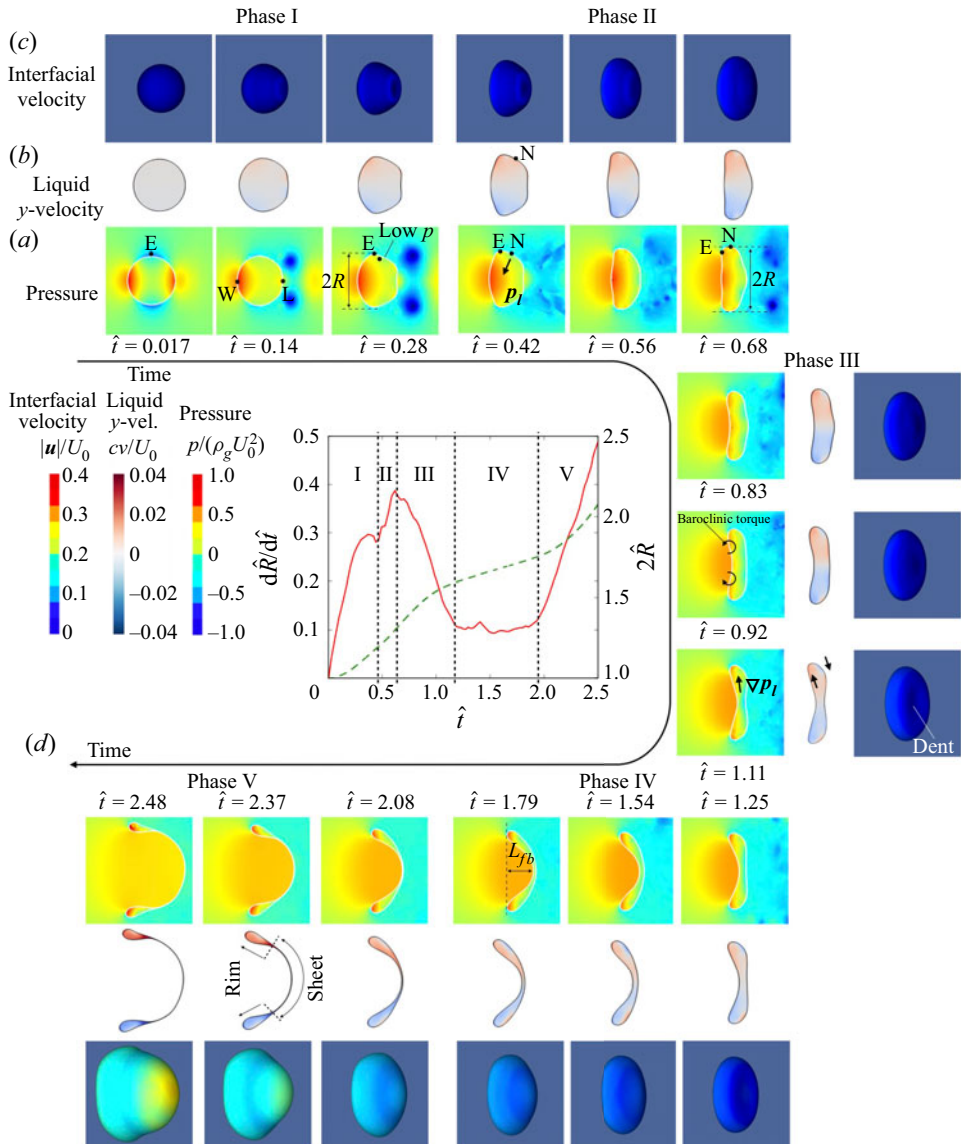 Phase I Phase II
(c)
Interfacial
velocity
(b)
N
Liquid
y-velocity
(a)
E
Low p
E
E N
N
E
Pressure
W
L
2R
p_l
2R
t̂ = 0.017 t̂ = 0.14 t̂ = 0.28 t̂ = 0.42 t̂ = 0.56 t̂ = 0.68
Time
Phase III
Interfacial
velocity
|u|/U_0
Liquid
y-vel.
cv/U_0
Pressure
p/(ρ_g U_0^2)
0.4
0.3
0.2
0.1
0
0.04
0.02
0
−0.02
−0.04
1.0
0.5
0
−0.5
−1.0
0.5
0.4
0.3
0.2
0.1
0
dR̂/dt̂
I II III IV V
2.5
2.0
1.5
1.0
2R̂
0.5 1.0 1.5 2.0 2.5
t̂
t̂ = 0.83
Baroclinic torque
t̂ = 0.92
∇p_l
Dent
t̂ = 1.11
(d)
Time
Phase V Phase IV
t̂ = 2.48 t̂ = 2.37 t̂ = 2.08 t̂ = 1.79 t̂ = 1.54 t̂ = 1.25
L_fb
Rim
Sheet